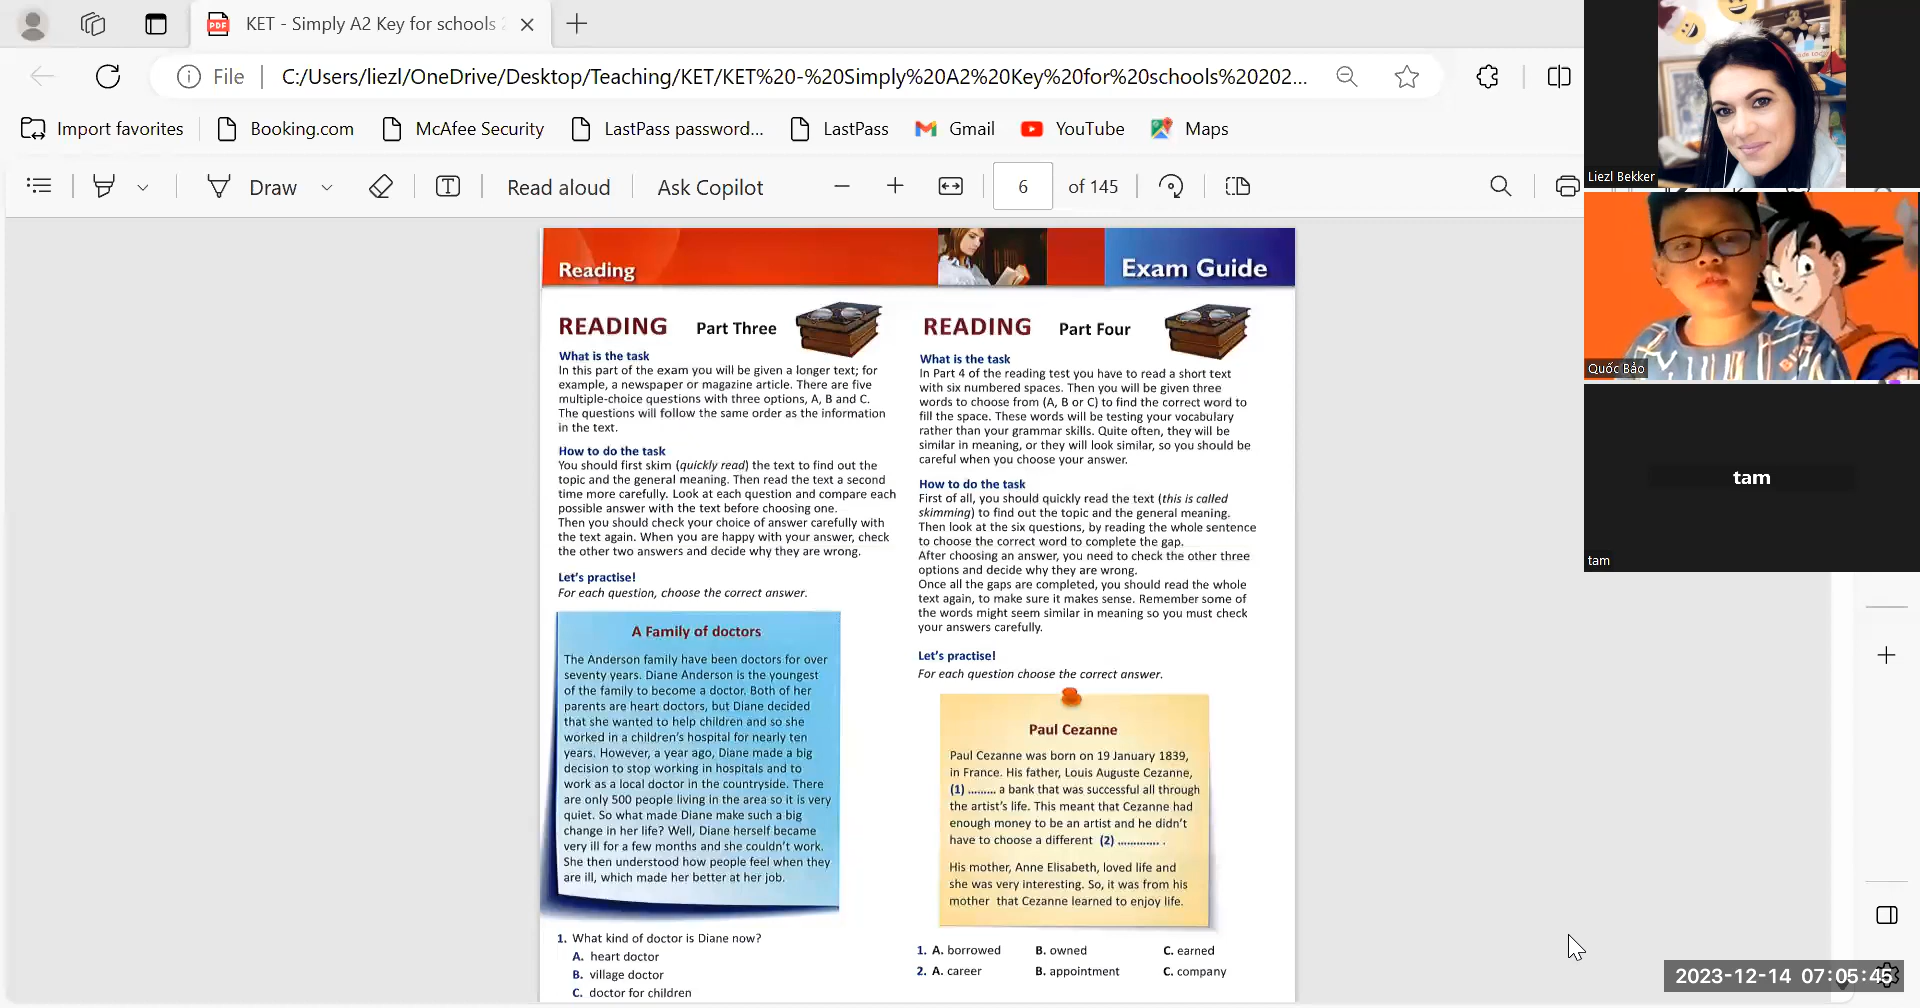 KET - Simply A2 Key for schools 2
File
C:/Users/liezl/OneDrive/Desktop/Teaching/KET/KET%20-%20Simply%20A2%20Key%20for%20schools%20202...
Import favorites
Booking.com
McAfee Security
LastPass password...
LastPass
Gmail
YouTube
Maps
Draw
Read aloud
Ask Copilot
6
of 145
Liezl Bekker
Quốc Bảo
tam
tam
Reading
Exam Guide
READING Part Three
What is the task
In this part of the exam you will be given a longer text; for
example, a newspaper or magazine article. There are five
multiple-choice questions with three options, A, B and C.
The questions will follow the same order as the information
in the text.
How to do the task
You should first skim (quickly read) the text to find out the
topic and the general meaning. Then read the text a second
time more carefully. Look at each question and compare each
possible answer with the text before choosing one.
Then you should check your choice of answer carefully with
the text again. When you are happy with your answer, check
the other two answers and decide why they are wrong.
Let's practise!
For each question, choose the correct answer.
A Family of doctors
The Anderson family have been doctors for over
seventy years. Diane Anderson is the youngest
of the family to become a doctor. Both of her
parents are heart doctors, but Diane decided
that she wanted to help children and so she
worked in a children's hospital for nearly ten
years. However, a year ago, Diane made a big
decision to stop working in hospitals and to
work as a local doctor in the countryside. There
are only 500 people living in the area so it is very
quiet. So what made Diane make such a big
change in her life? Well, Diane herself became
very ill for a few months and she couldn't work.
She then understood how people feel when they
are ill, which made her better at her job.
1. What kind of doctor is Diane now?
A. heart doctor
B. village doctor
C. doctor for children
READING Part Four
What is the task
In Part 4 of the reading test you have to read a short text
with six numbered spaces. Then you will be given three
words to choose from (A, B or C) to find the correct word to
fill the space. These words will be testing your vocabulary
rather than your grammar skills. Quite often, they will be
similar in meaning, or they will look similar, so you should be
careful when you choose your answer.
How to do the task
First of all, you should quickly read the text (this is called
skimming) to find out the topic and the general meaning.
Then look at the six questions, by reading the whole sentence
to choose the correct word to complete the gap.
After choosing an answer, you need to check the other three
options and decide why they are wrong.
Once all the gaps are completed, you should read the whole
text again, to make sure it makes sense. Remember some of
the words might seem similar in meaning so you must check
your answers carefully.
Let's practise!
For each question choose the correct answer.
Paul Cezanne
Paul Cezanne was born on 19 January 1839,
in France. His father, Louis Auguste Cezanne,
(1) ......... a bank that was successful all through
the artist's life. This meant that Cezanne had
enough money to be an artist and he didn't
have to choose a different (2) ............. .
His mother, Anne Elisabeth, loved life and
she was very interesting. So, it was from his
mother that Cezanne learned to enjoy life.
1. A. borrowed B. owned C. earned
2. A. career B. appointment C. company
2023-12-14 07:05:45